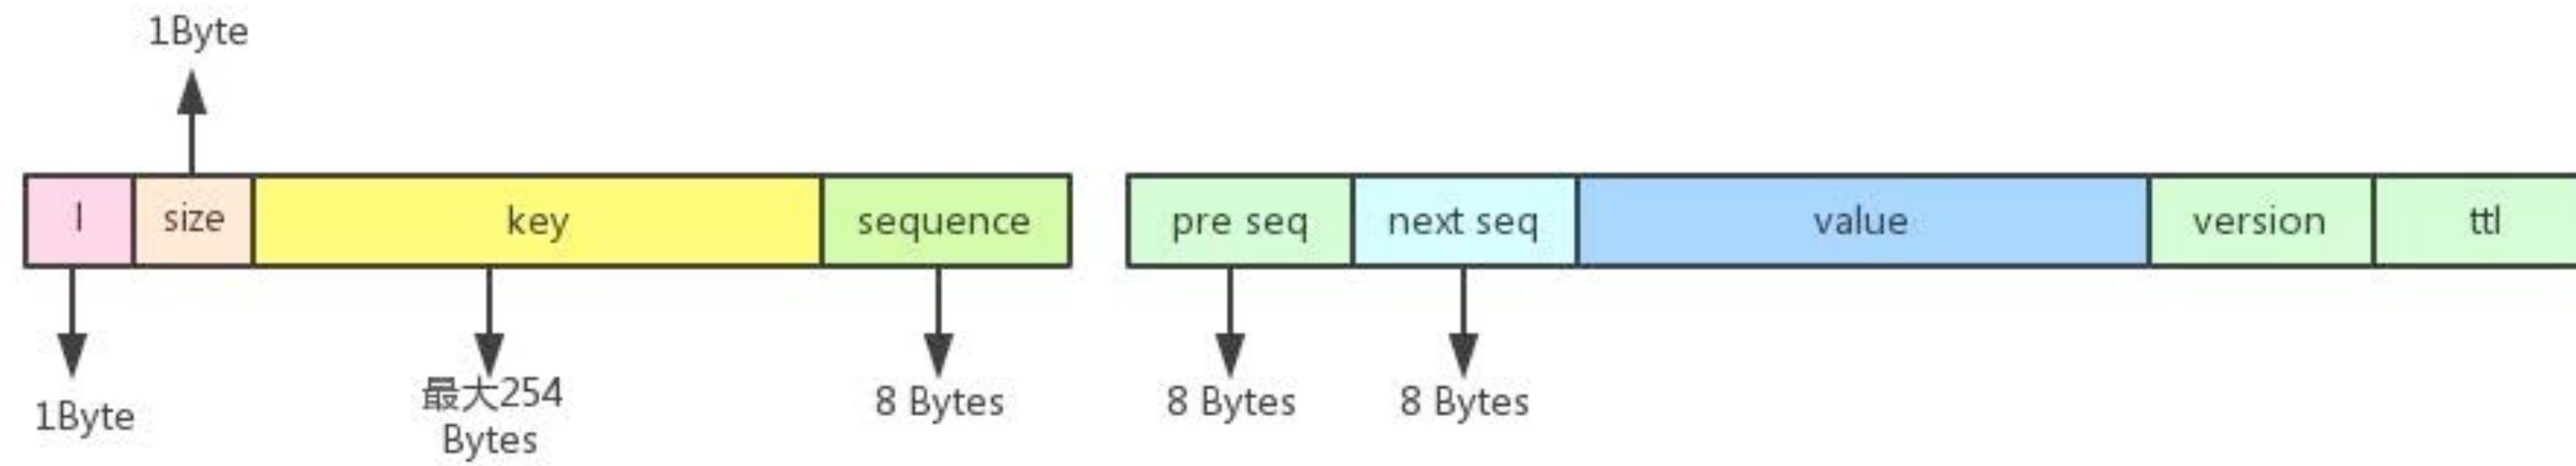 1Byte
l size key sequence pre seq next seq value version ttl
1Byte 最大254 Bytes 8 Bytes 8 Bytes 8 Bytes